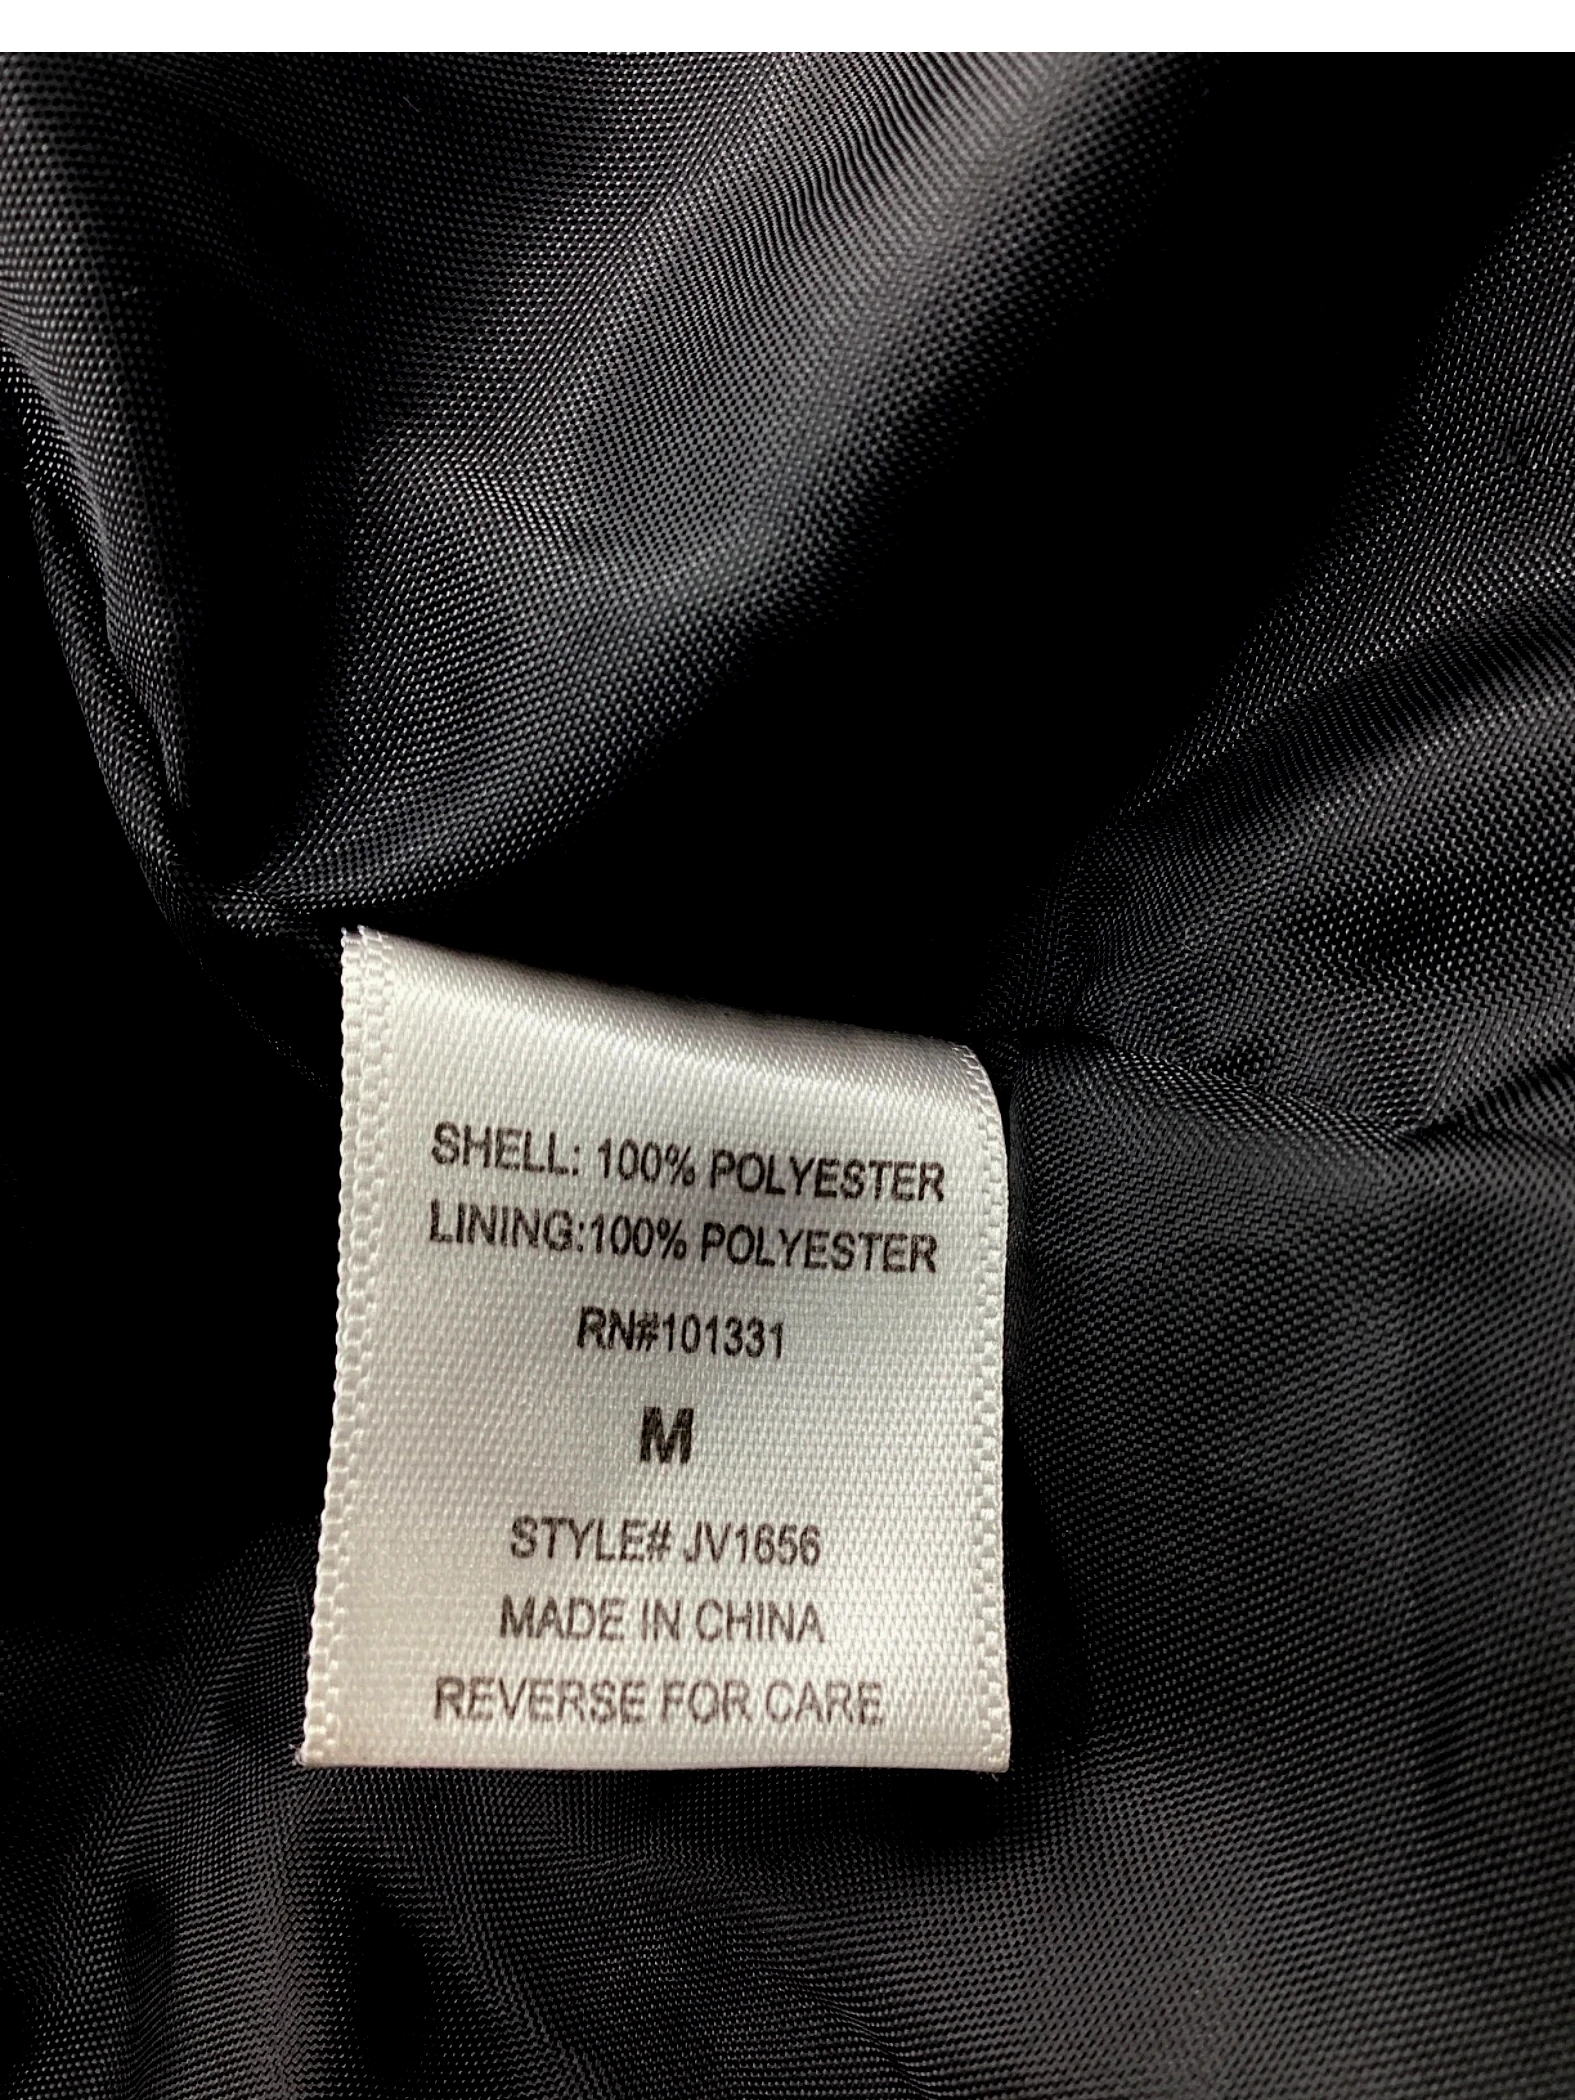 SHELL: 100% POLYESTER
LINING:100% POLYESTER
RN#101331
M
STYLE# JV1656
MADE IN CHINA
REVERSE FOR CARE